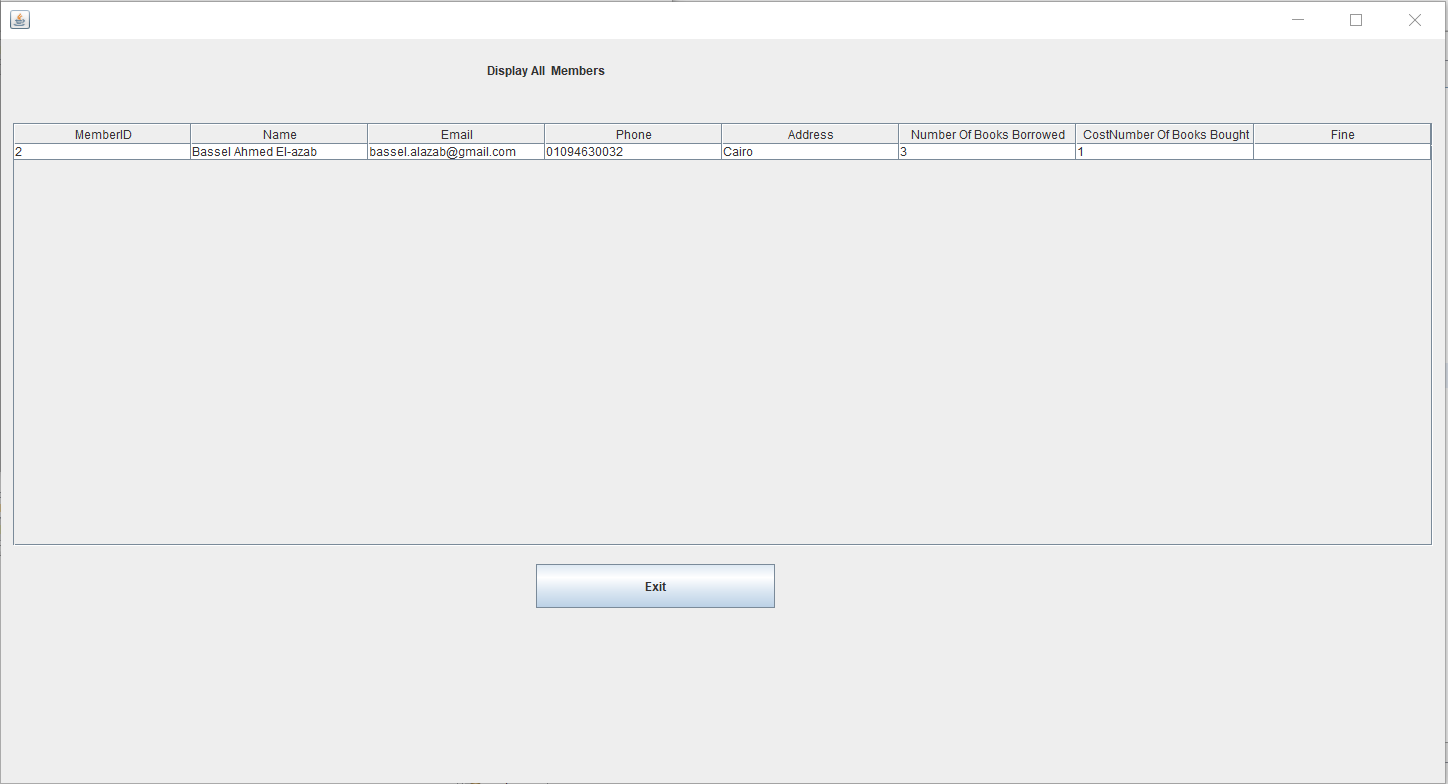 Display All  Members
MemberID Name Email Phone Address Number Of Books Borrowed CostNumber Of Books Bought Fine
2 Bassel Ahmed El-azab bassel.alazab@gmail.com 01094630032 Cairo 3 1
Exit